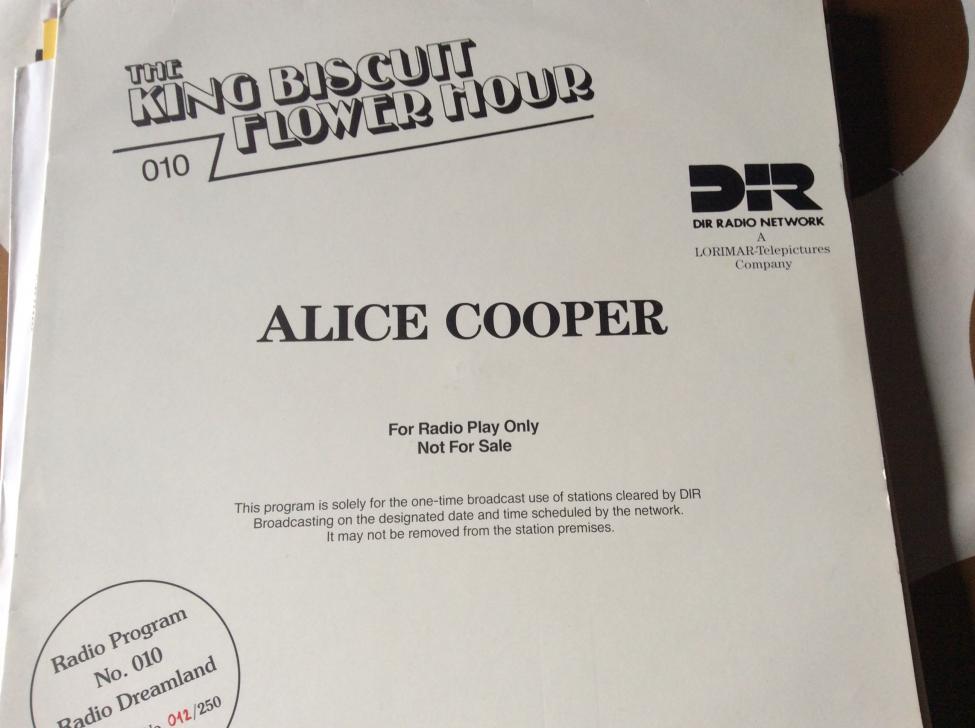 THE
KING BISCUIT
FLOWER HOUR
010
DIR
DIR RADIO NETWORK
A
LORIMAR-Telepictures
Company
ALICE COOPER
For Radio Play Only
Not For Sale
This program is solely for the one-time broadcast use of stations cleared by DIR
Broadcasting on the designated date and time scheduled by the network.
It may not be removed from the station premises.
Radio Program
No. 010
Radio Dreamland
012/250